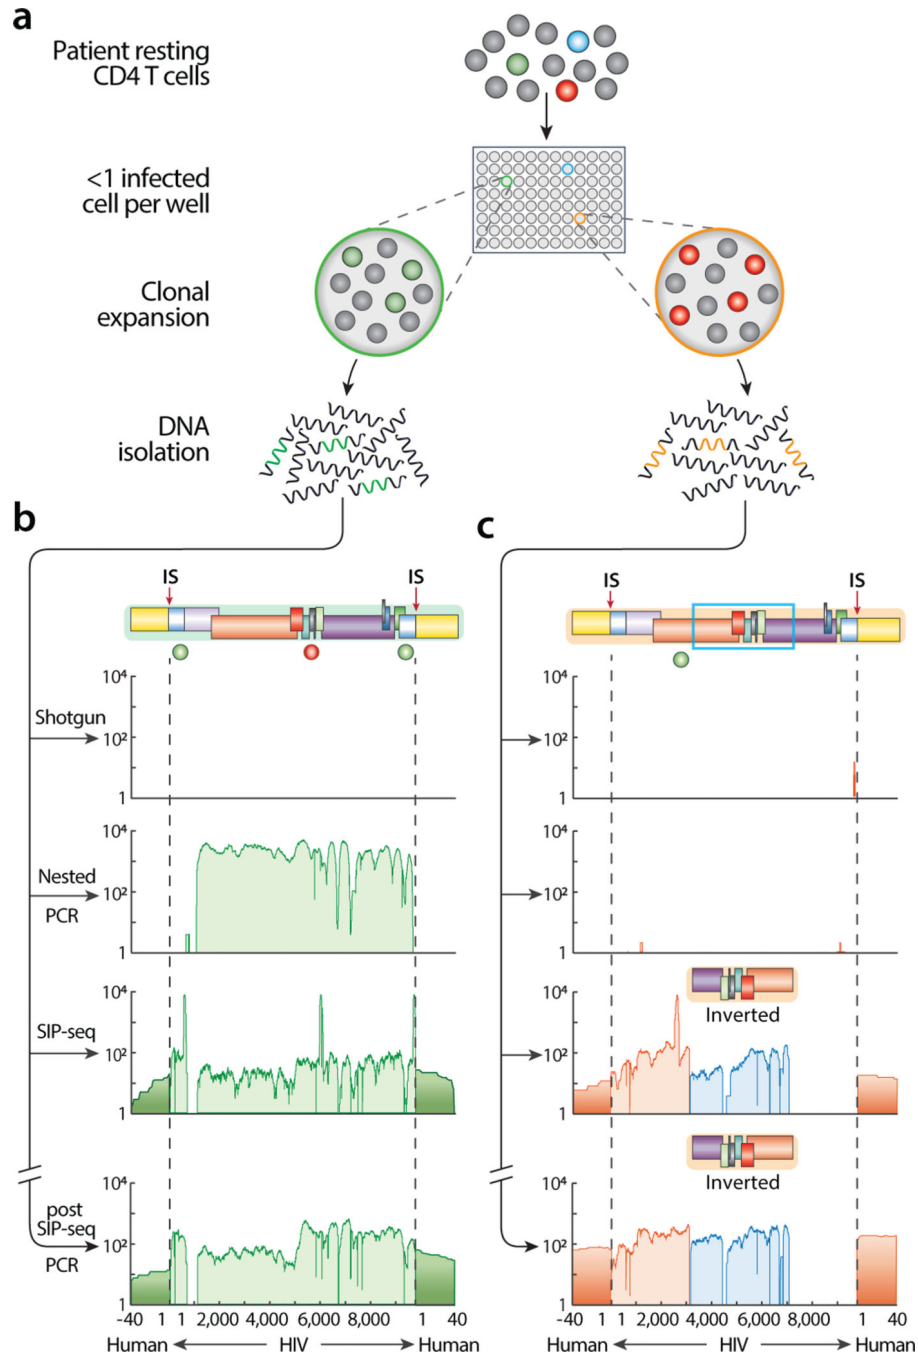 a
Patient resting
CD4 T cells
<1 infected
cell per well
Clonal
expansion
DNA
isolation
b
c
IS
IS
IS
IS
Shotgun
10⁴
10²
1
10⁴
10²
1
Nested
PCR
10⁴
10²
1
10⁴
10²
1
SIP-seq
10⁴
10²
1
Inverted
10⁴
10²
1
post
SIP-seq
PCR
10⁴
10²
1
Inverted
10⁴
10²
1
-40 1 1 2,000 4,000 6,000 8,000 1 40
-40 1 1 2,000 4,000 6,000 8,000 1 40
Human HIV Human
Human HIV Human